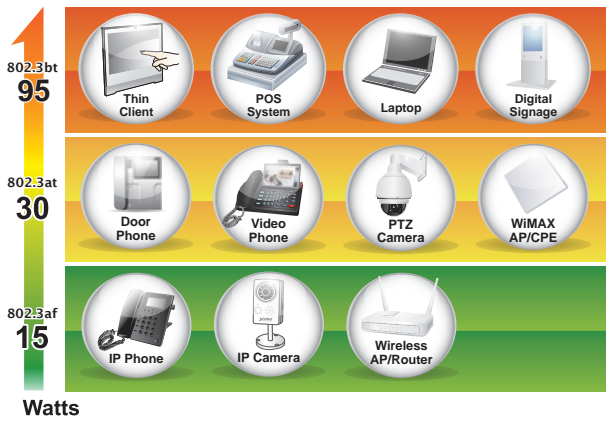 802.3bt
95
Thin
Client
POS
System
Laptop
Digital
Signage
802.3at
30
Door
Phone
Video
Phone
PTZ
Camera
WiMAX
AP/CPE
802.3af
15
IP Phone
IP Camera
Wireless
AP/Router
Watts